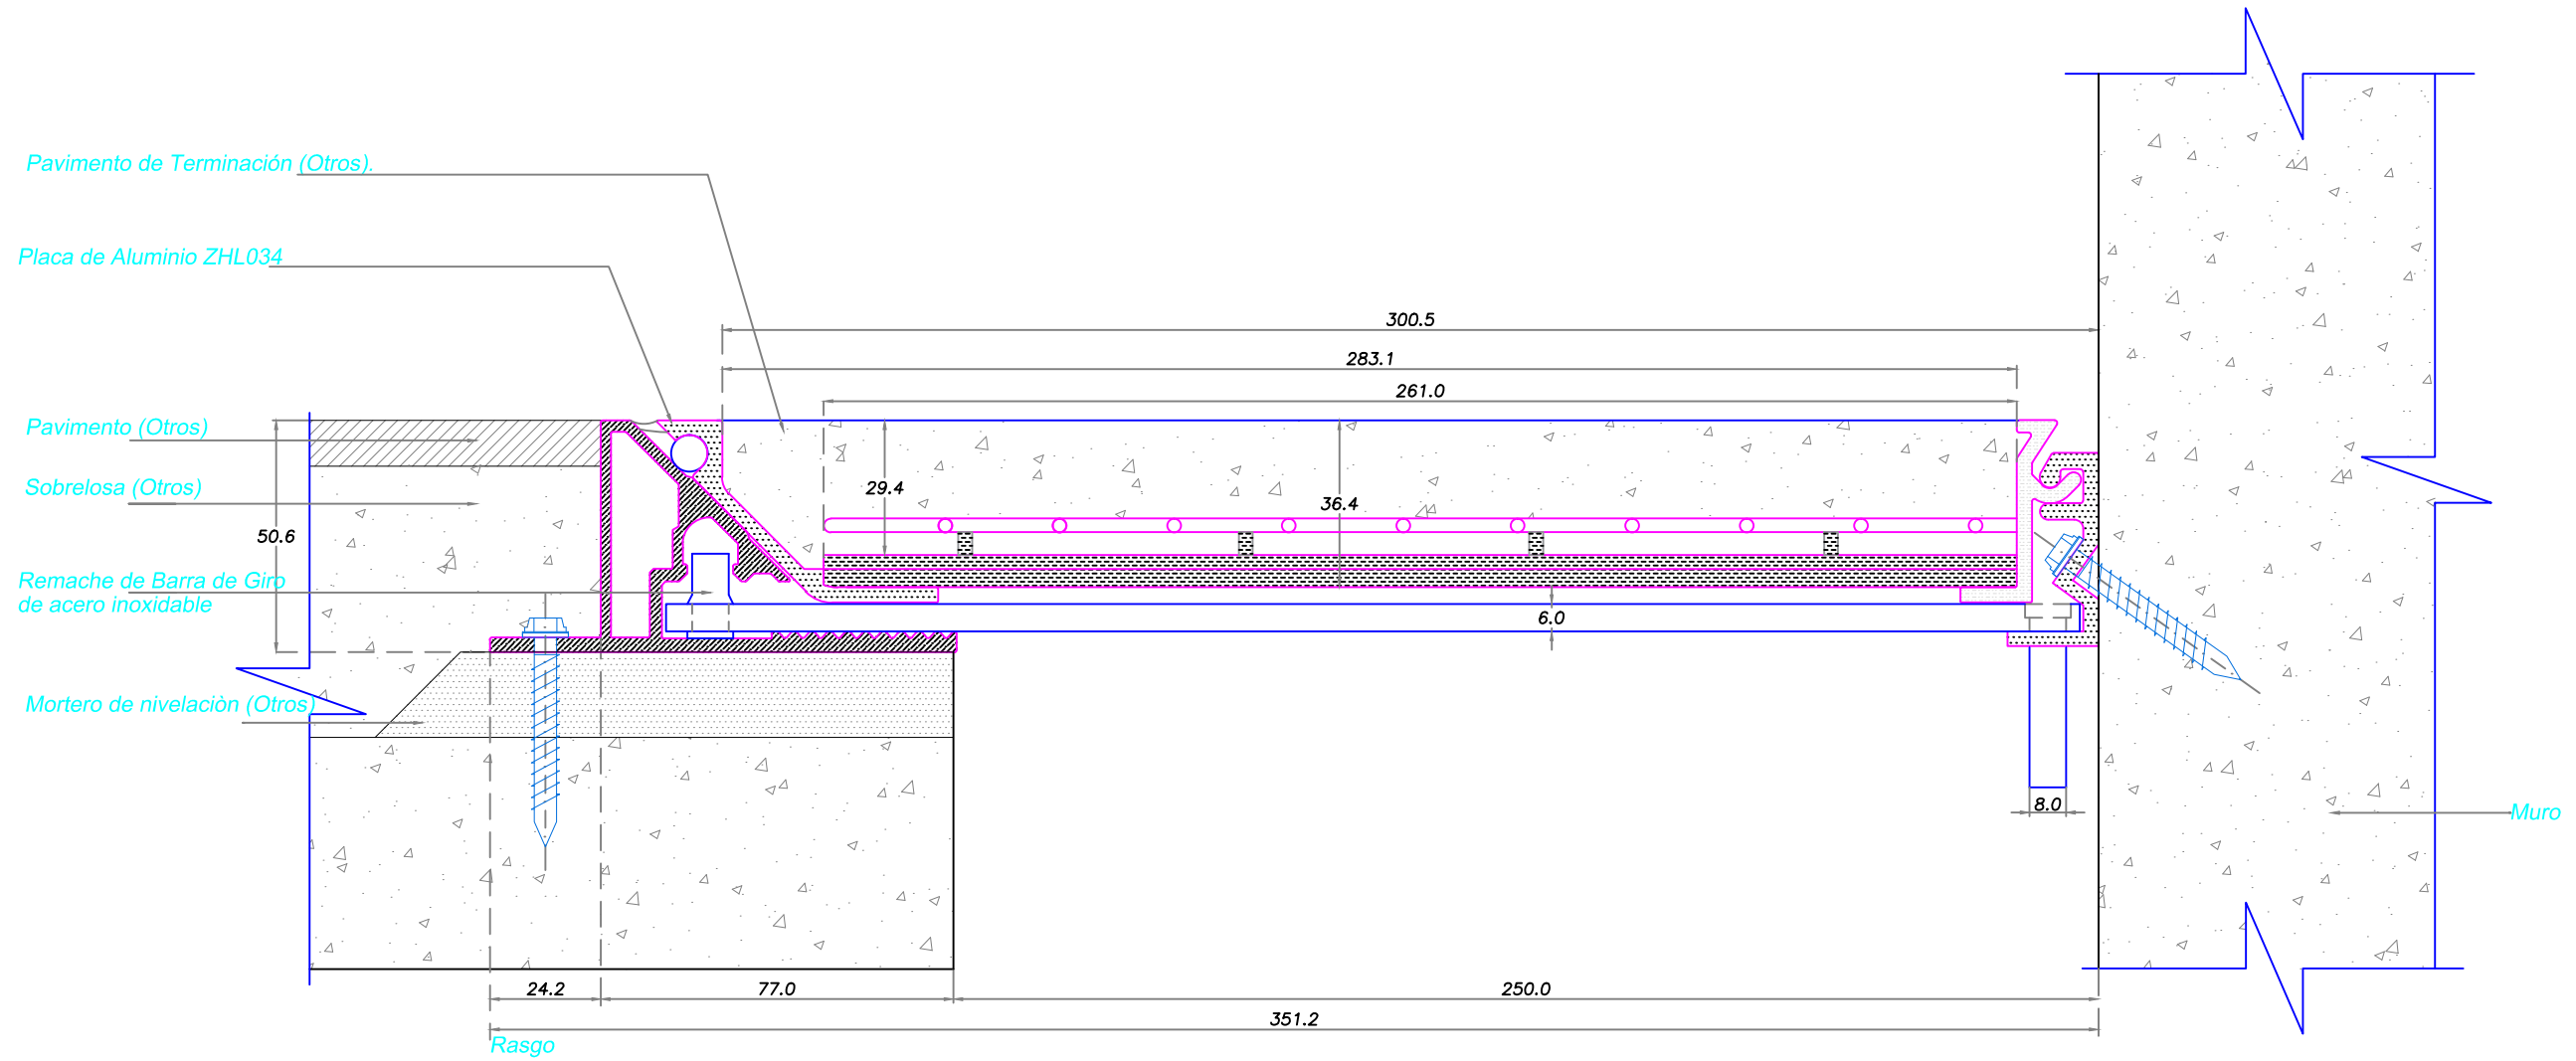 Pavimento de Terminación (Otros).
Placa de Aluminio ZHL034
300.5
283.1
261.0
Pavimento (Otros)
Sobrelosa (Otros)
29.4
36.4
50.6
Remache de Barra de Giro
de acero inoxidable
6.0
Mortero de nivelaciòn (Otros)
8.0
Muro
24.2
77.0
250.0
351.2
Rasgo